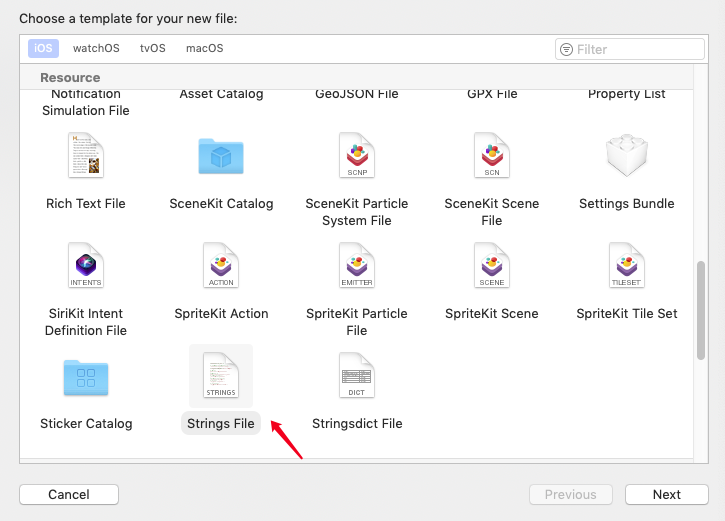 Choose a template for your new file:
iOS watchOS tvOS macOS Filter
Resource
Notification Asset Catalog GeoJSON File GPX File Property List
Simulation File
SCNP SCN
Rich Text File SceneKit Catalog SceneKit Particle SceneKit Scene Settings Bundle
System File File
INTENTS ACTION EMITTER SCENE TILESET
SiriKit Intent SpriteKit Action SpriteKit Particle SpriteKit Scene SpriteKit Tile Set
Definition File File
STRINGS DICT
Sticker Catalog Strings File Stringsdict File
Cancel Previous Next